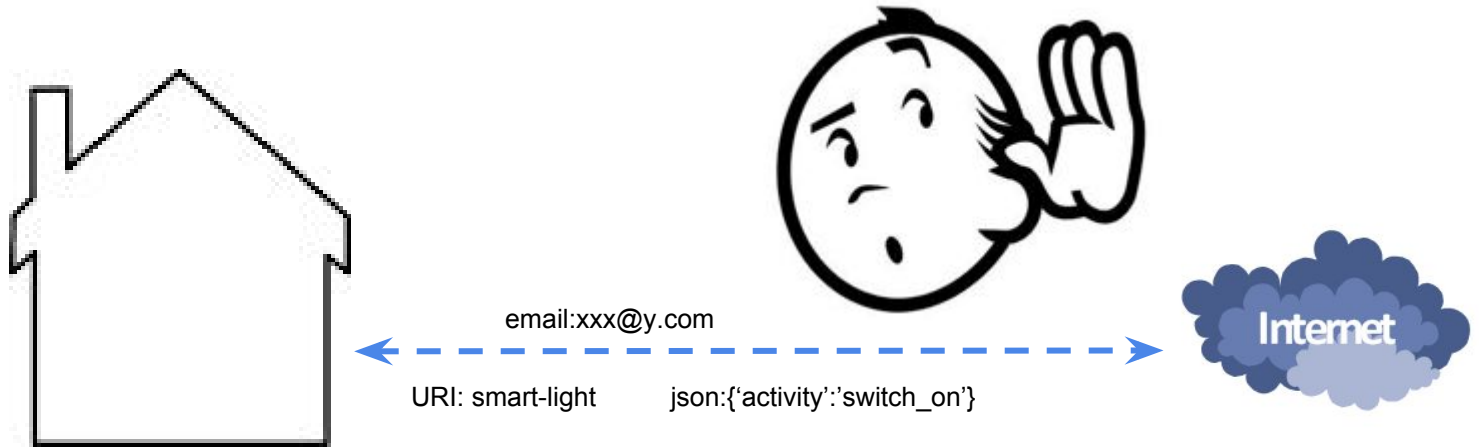 email:xxx@y.com
Internet
URI: smart-light json:{‘activity’:’switch_on’}